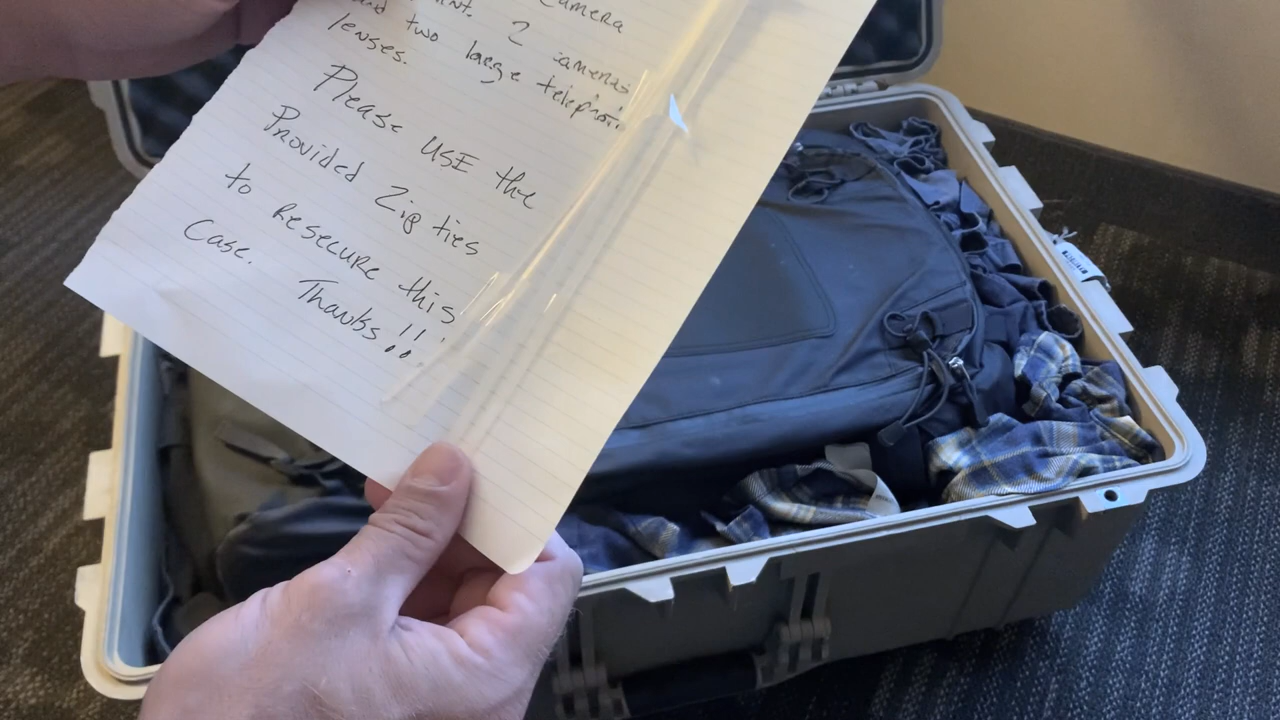 Camera
2 cameras
and two large telephoto
lenses.
Please USE the
Provided Zip ties
to Resecure this
Case. Thanks!!